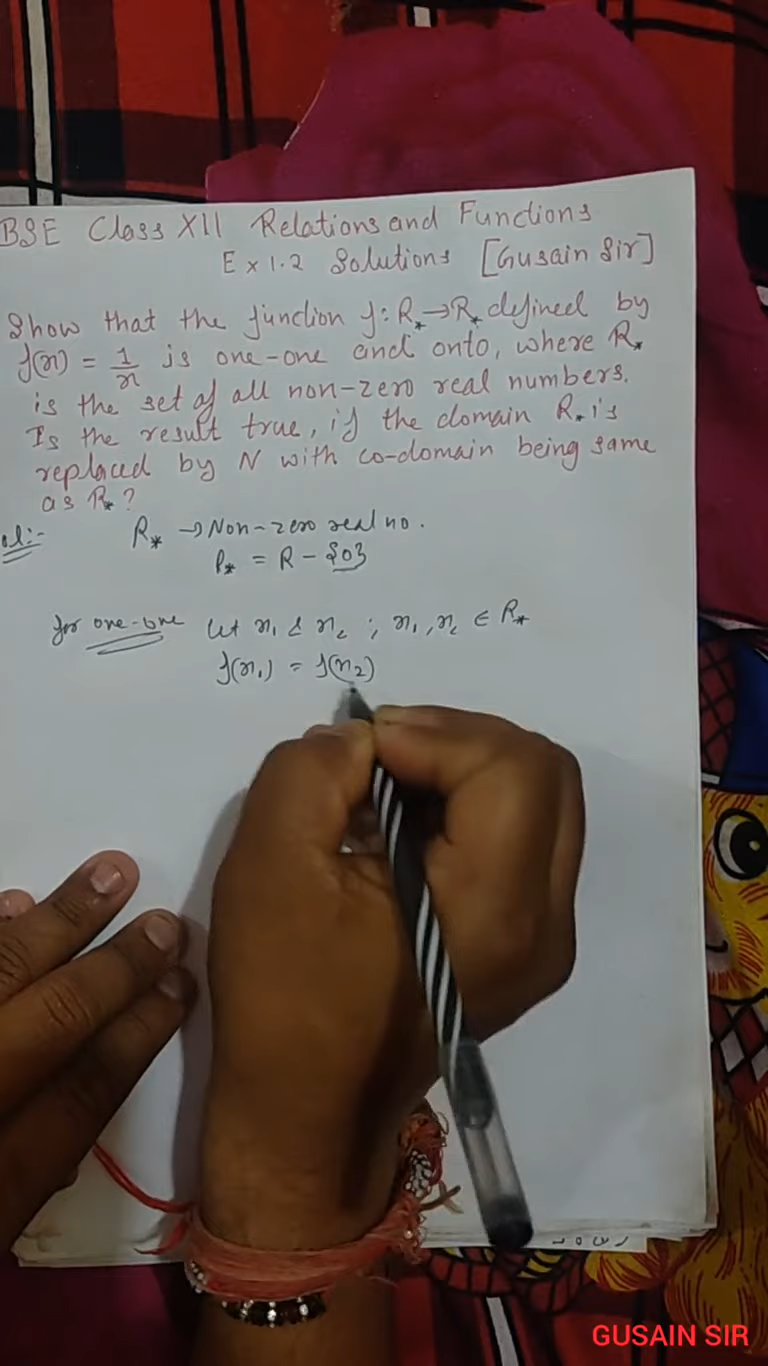 BSE Class XII Relations and Functions
Ex 1.2 Solutions [Gusain Sir]
Show that the function f: R* → R* defined by
f(x) = 1/x is one-one and onto, where R*
is the set of all non-zero real numbers.
Is the result true, if the domain R* is
replaced by N with co-domain being same
as R*?
ol:-
R* → Non-zero real no.
R* = R - {0}
for one-one let x₁ & x₂ ; x₁, x₂ ∈ R*
f(x₁) = f(x₂)
GUSAIN SIR